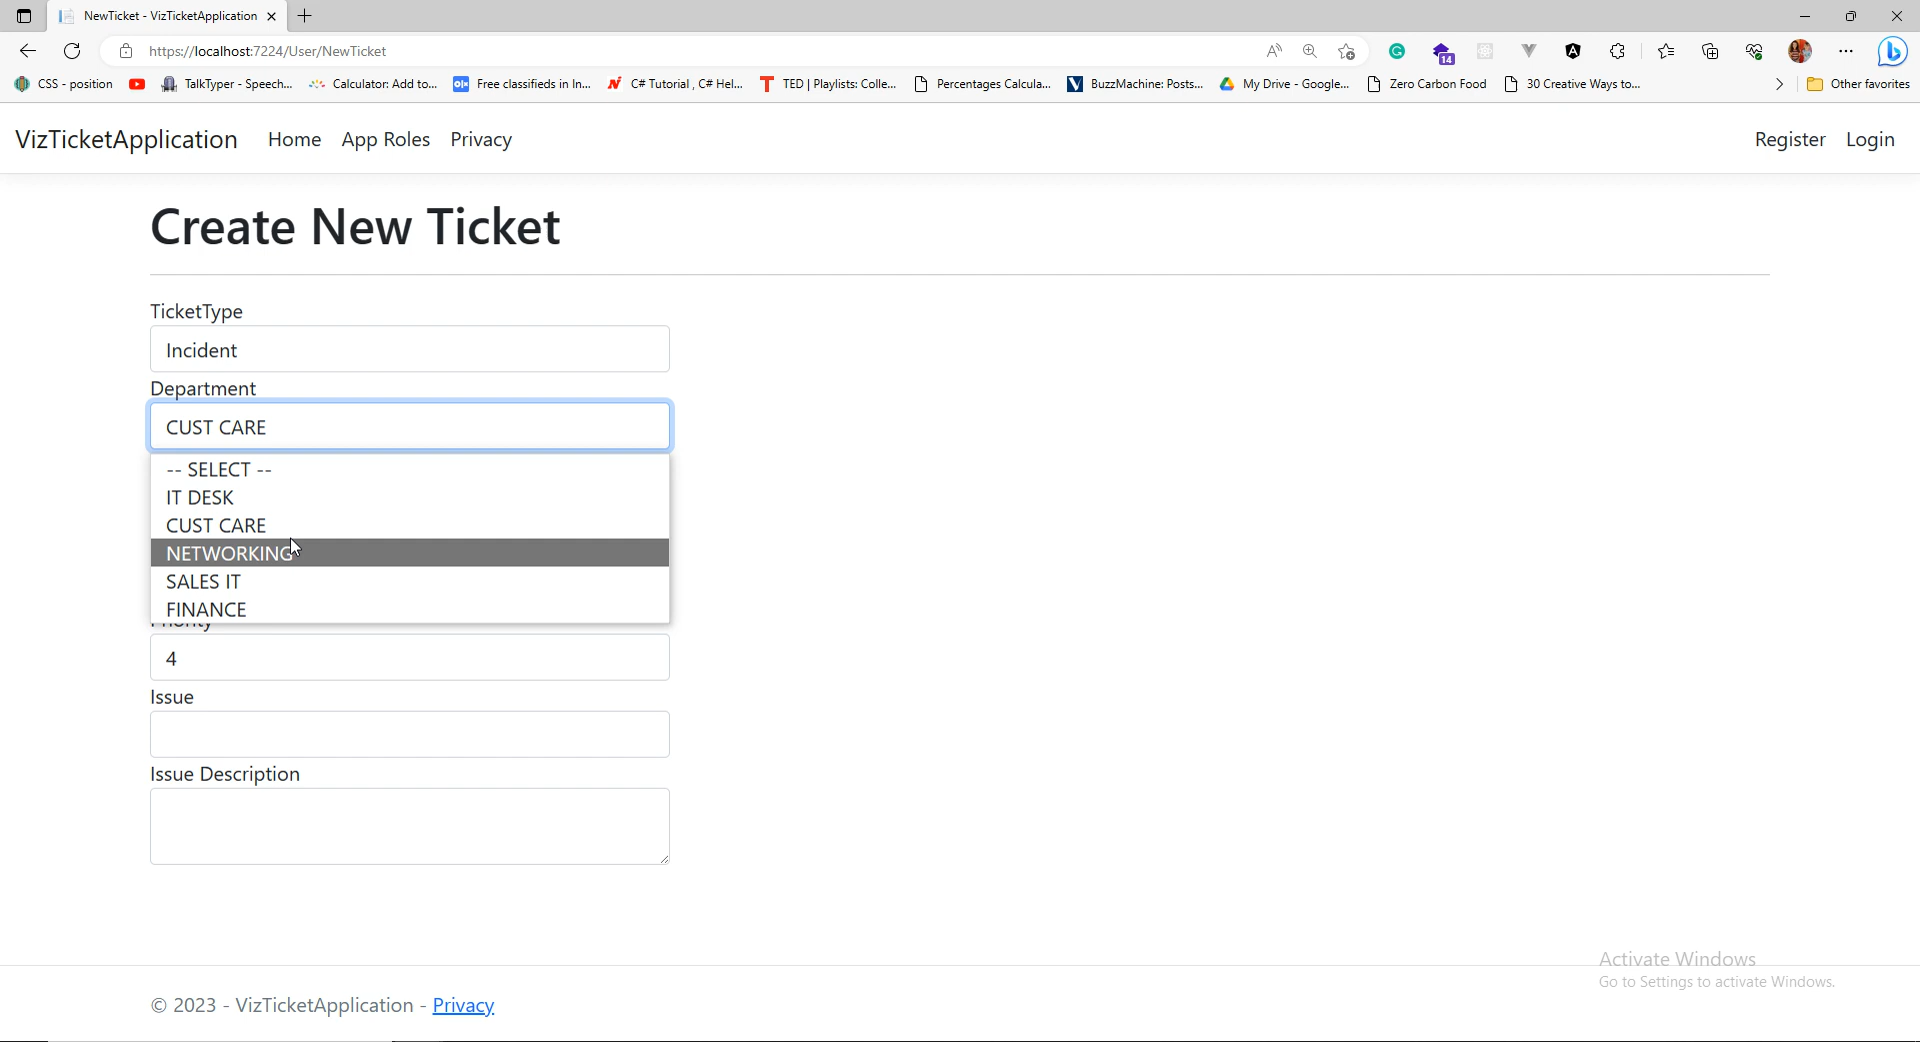 NewTicket - VizTicketApplication
https://localhost:7224/User/NewTicket
14
CSS - position
TalkTyper - Speech...
Calculator: Add to...
Free classifieds in In...
C# Tutorial , C# Hel...
TED | Playlists: Colle...
Percentages Calcula...
BuzzMachine: Posts...
My Drive - Google...
Zero Carbon Food
30 Creative Ways to...
Other favorites
VizTicketApplication Home App Roles Privacy Register Login
Create New Ticket
TicketType
Incident
Department
CUST CARE
-- SELECT --
IT DESK
CUST CARE
NETWORKING
SALES IT
FINANCE
Priority
4
Issue
Issue Description
Activate Windows
Go to Settings to activate Windows.
© 2023 - VizTicketApplication - Privacy